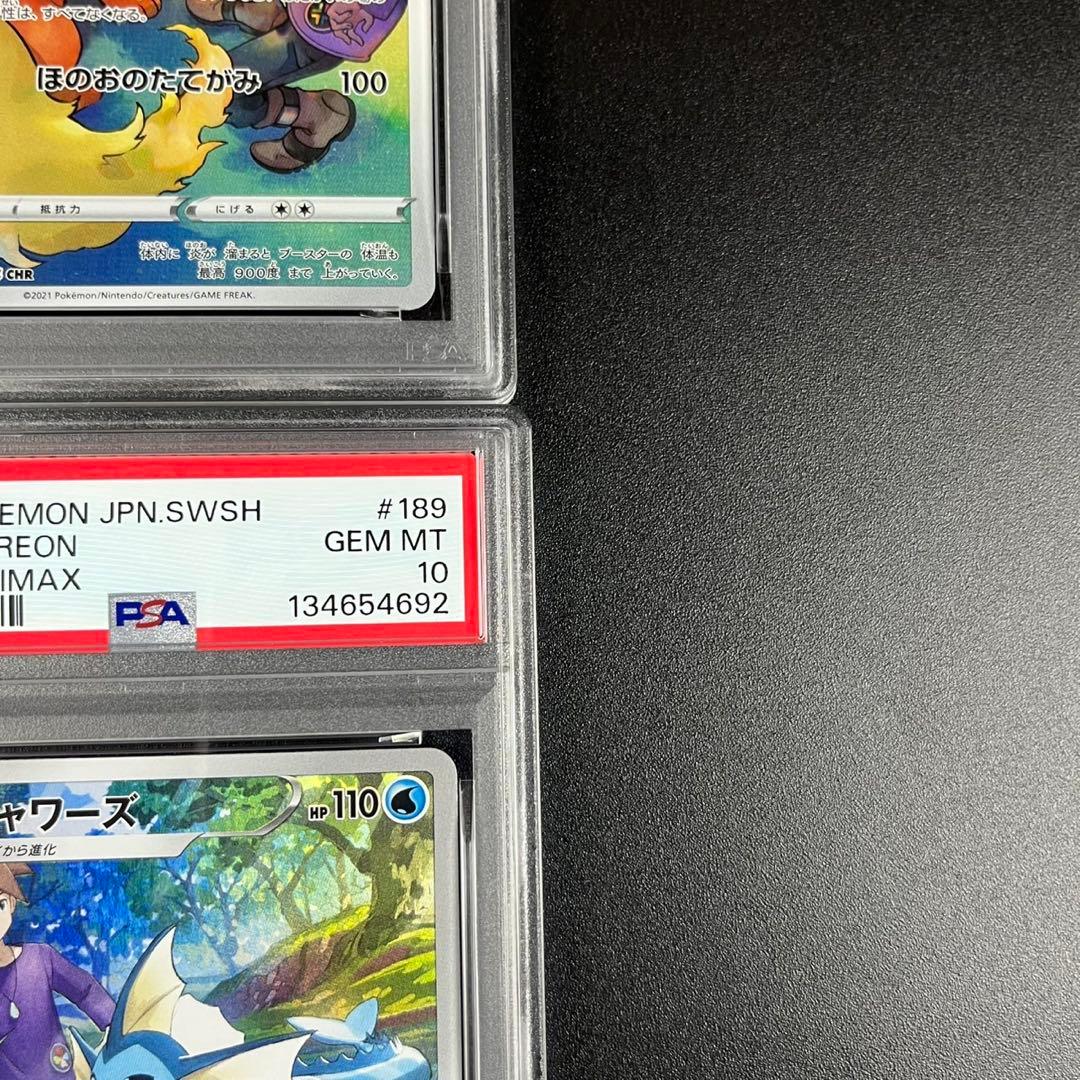 性は、すべてなくなる。
ほのおのたてがみ 100
抵抗力 にげる
体内に 炎が 溜まると ブースターの 体温も
最高 900度 まで 上がっていく。
CHR
©2021 Pokémon/Nintendo/Creatures/GAME FREAK.
PSA
EMON JPN.SWSH #189
REON GEM MT
IMAX 10
134654692
PSA
ャワーズ HP 110
から進化